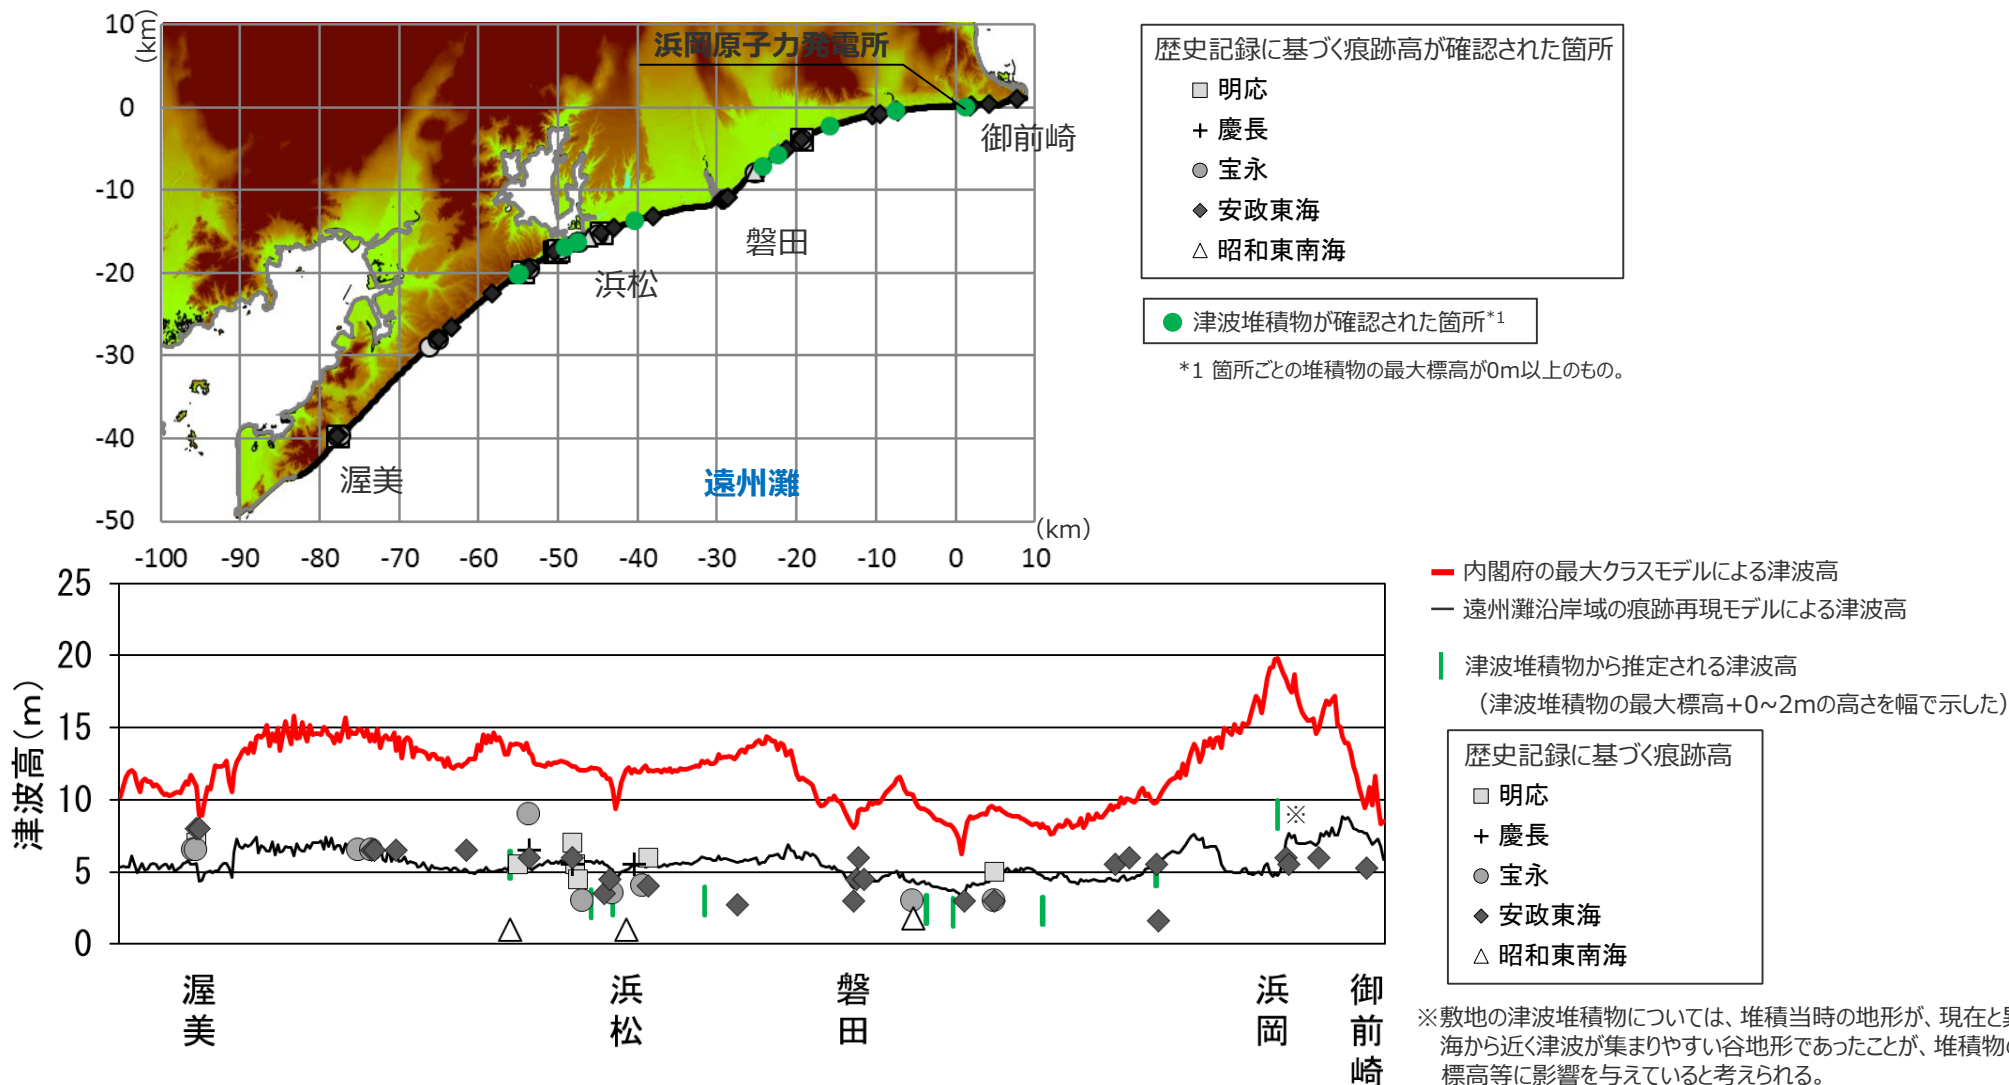 10
0
-10
-20
-30
-40
-50
(km)
浜岡原子力発電所
御前崎
磐田
浜松
渥美
遠州灘
(km)
-100 -90 -80 -70 -60 -50 -40 -30 -20 -10 0 10
歴史記録に基づく痕跡高が確認された箇所
明応
慶長
宝永
安政東海
昭和東南海
津波堆積物が確認された箇所*1
*1 箇所ごとの堆積物の最大標高が0m以上のもの。
津波高(m)
25
20
15
10
5
0
※
渥美
浜松
磐田
浜岡
御前崎
内閣府の最大クラスモデルによる津波高
遠州灘沿岸域の痕跡再現モデルによる津波高
津波堆積物から推定される津波高
(津波堆積物の最大標高+0~2mの高さを幅で示した)
歴史記録に基づく痕跡高
明応
慶長
宝永
安政東海
昭和東南海
※敷地の津波堆積物については、堆積当時の地形が、現在と
海から近く津波が集まりやすい谷地形であったことが、堆積物
標高等に影響を与えていると考えられる。